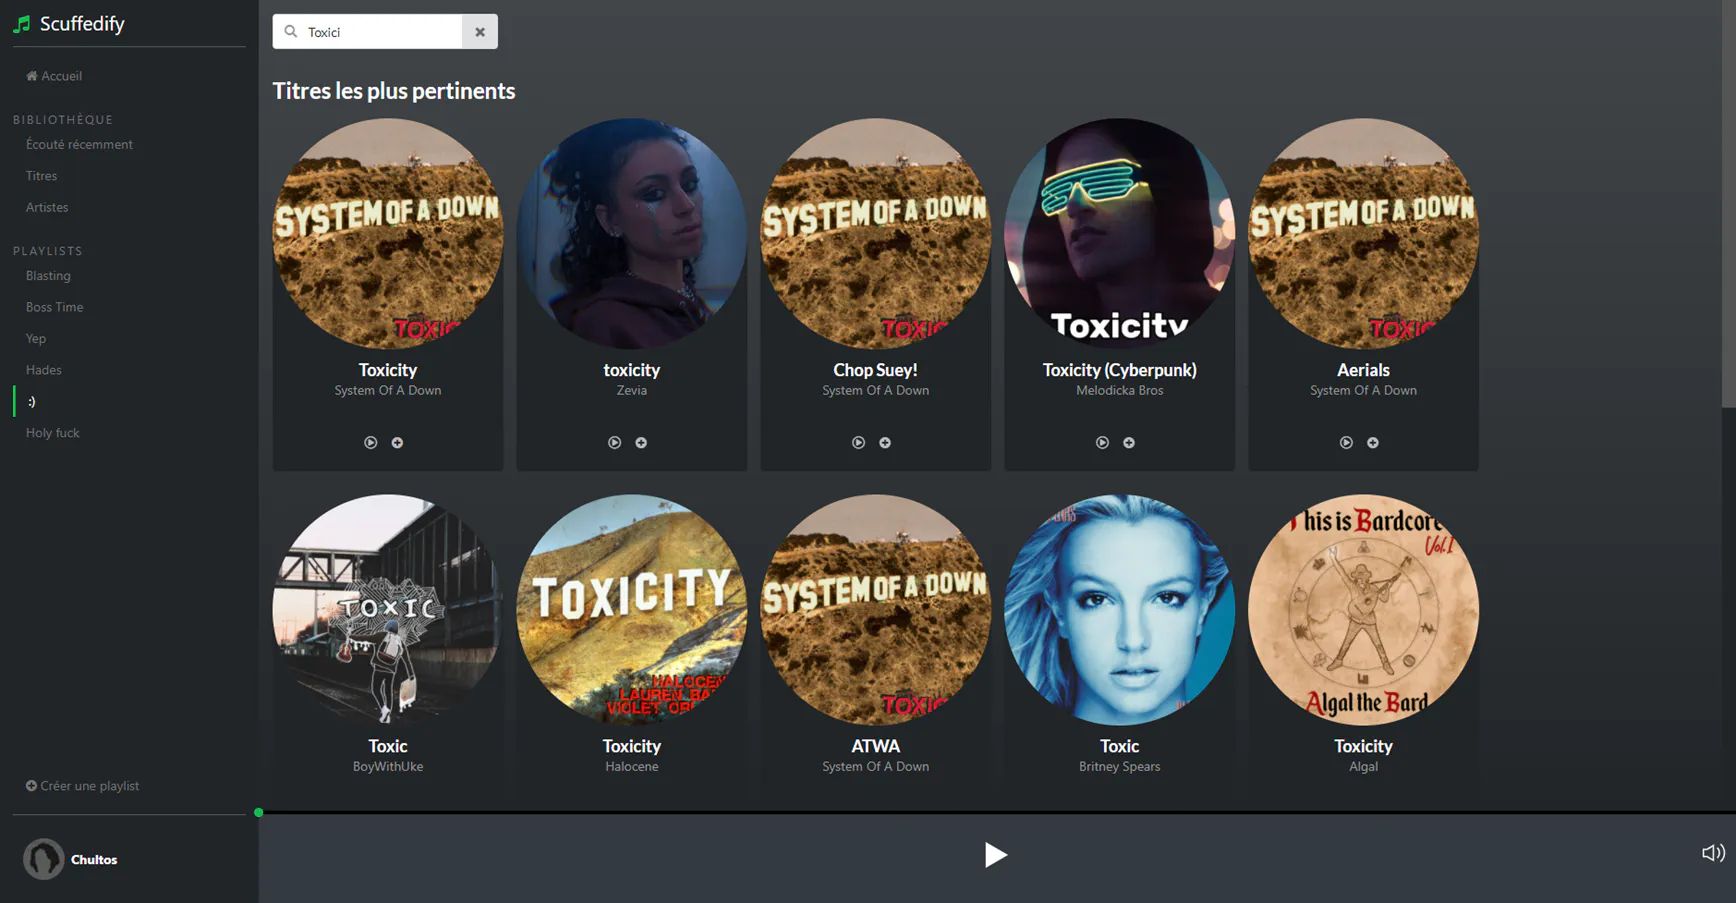 Scuffedify
Accueil
BIBLIOTHÈQUE
Écouté récemment
Titres
Artistes
PLAYLISTS
Blasting
Boss Time
Yep
Hades
:)
Holy fuck
Créer une playlist
Chultos
Toxici
Titres les plus pertinents
SYSTEM OF A DOWN
TOXIC
Toxicity
System Of A Down
toxicity
Zevia
SYSTEM OF A DOWN
TOXIC
Chop Suey!
System Of A Down
Toxicity
Toxicity (Cyberpunk)
Melodicka Bros
SYSTEM OF A DOWN
TOXIC
Aerials
System Of A Down
TOXIC
Toxic
BoyWithUke
TOXICITY
HALOCEN
LAUREN BA
VIOLET OR
Toxicity
Halocene
SYSTEM OF A DOWN
TOXIC
ATWA
System Of A Down
Toxic
Britney Spears
This is Bardcore
Vol.I
Algal the Bard
Toxicity
Algal